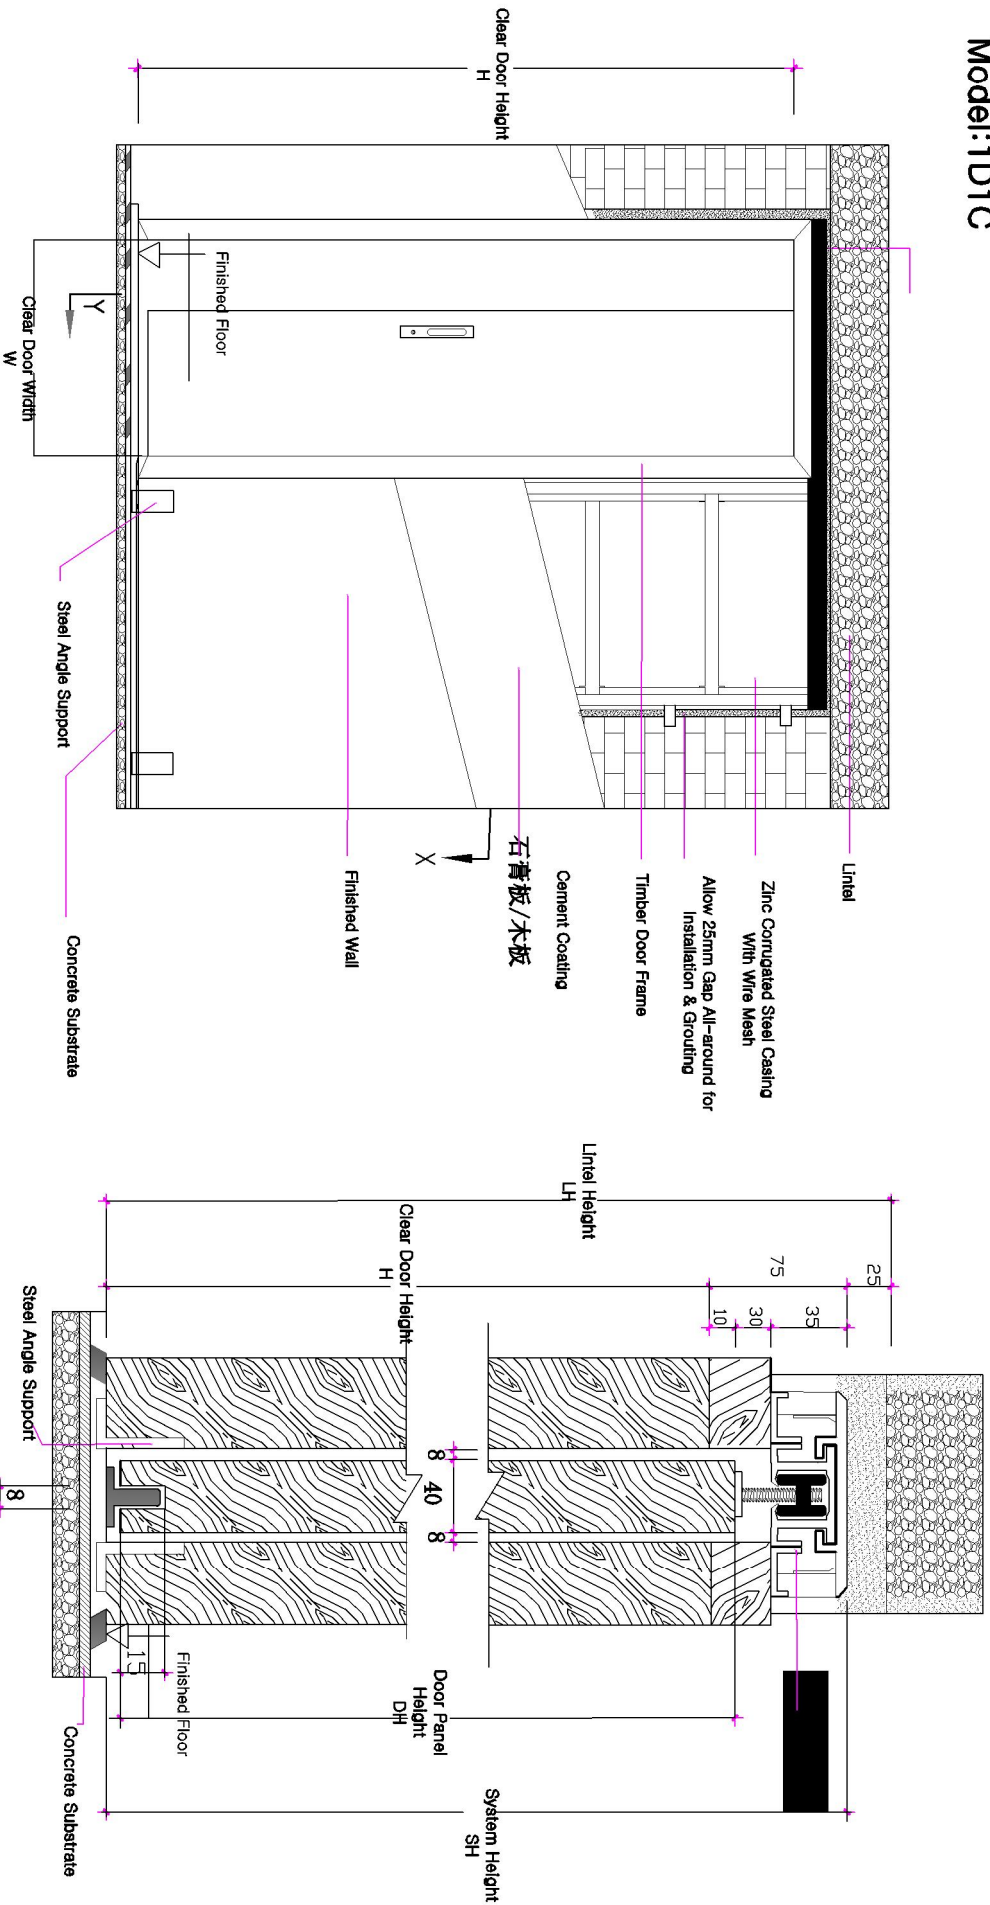 Model:1D1C
Clear Door Height
H
Finished Floor
Y
Clear Door Width
W
Steel Angle Support
X
Lintel
Zinc Corrugated Steel Casing
With Wire Mesh
Allow 25mm Gap All-around for
Installation & Grouting
Timber Door Frame
Cement Coating
石膏板/木板
Finished Wall
Concrete Substrate
Lintel Height
LH
Clear Door Height
H
25
75
35
30
10
8
40
8
Door Panel
Height
DH
System Height
SH
15
Finished Floor
Steel Angle Support
8
Concrete Substrate